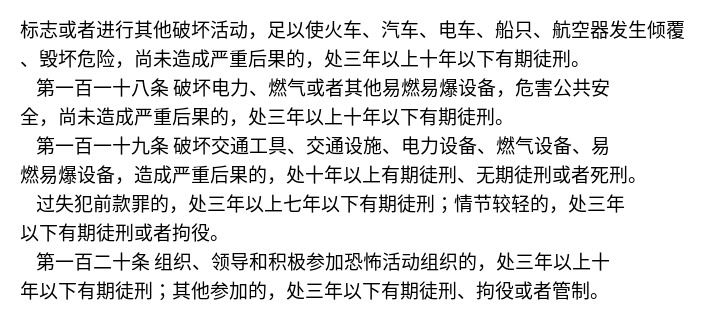 标志或者进行其他破坏活动，足以使火车、汽车、电车、船只、航空器发生倾覆
、毁坏危险，尚未造成严重后果的，处三年以上十年以下有期徒刑。
第一百一十八条 破坏电力、燃气或者其他易燃易爆设备，危害公共安
全，尚未造成严重后果的，处三年以上十年以下有期徒刑。
第一百一十九条 破坏交通工具、交通设施、电力设备、燃气设备、易
燃易爆设备，造成严重后果的，处十年以上有期徒刑、无期徒刑或者死刑。
过失犯前款罪的，处三年以上七年以下有期徒刑；情节较轻的，处三年
以下有期徒刑或者拘役。
第一百二十条 组织、领导和积极参加恐怖活动组织的，处三年以上十
年以下有期徒刑；其他参加的，处三年以下有期徒刑、拘役或者管制。